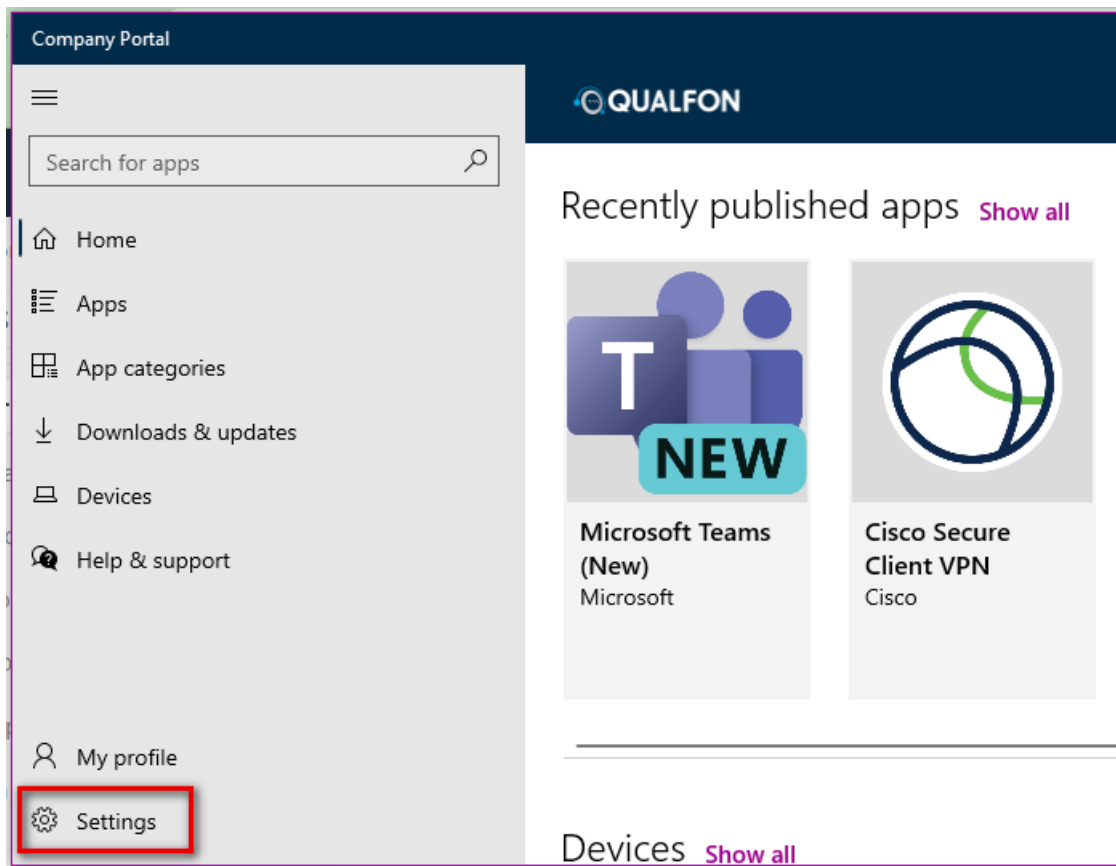 Company Portal
QUALFON
Search for apps
Home
Apps
App categories
Downloads & updates
Devices
Help & support
My profile
Settings
Recently published apps Show all
T
NEW
Microsoft Teams
(New)
Microsoft
Cisco Secure
Client VPN
Cisco
Devices Show all